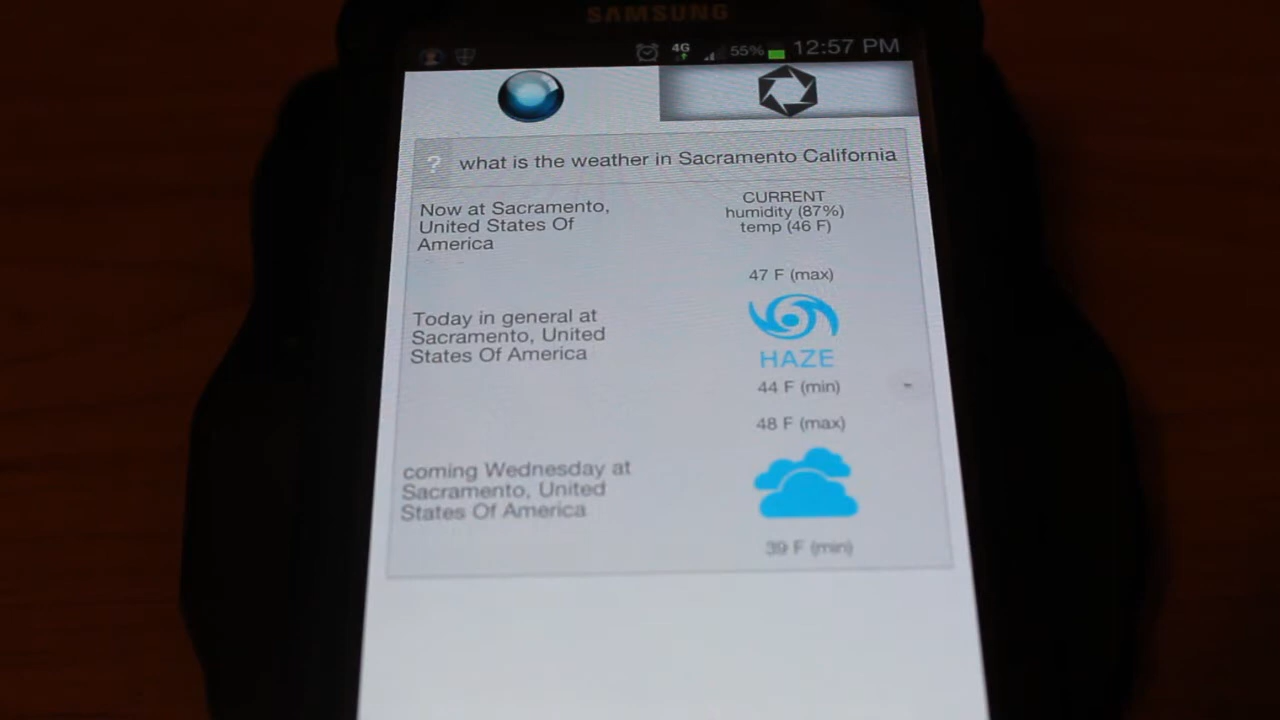 SAMSUNG
4G 55% 12:57 PM
? what is the weather in Sacramento California
Now at Sacramento,
United States Of
America
CURRENT
humidity (87%)
temp (46 F)
47 F (max)
Today in general at
Sacramento, United
States Of America
HAZE
44 F (min)
48 F (max)
coming Wednesday at
Sacramento, United
States Of America
39 F (min)